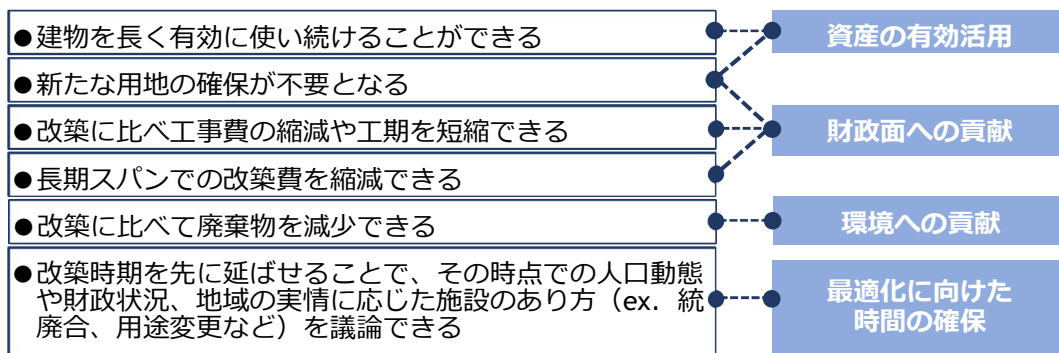 ●建物を長く有効に使い続けることができる
●新たな用地の確保が不要となる
●改築に比べ工事費の縮減や工期を短縮できる
●長期スパンでの改築費を縮減できる
●改築に比べて廃棄物を減少できる
●改築時期を先に延ばせることで、その時点での人口動態
や財政状況、地域の実情に応じた施設のあり方（ex. 統
廃合、用途変更など）を議論できる
資産の有効活用
財政面への貢献
環境への貢献
最適化に向けた
時間の確保